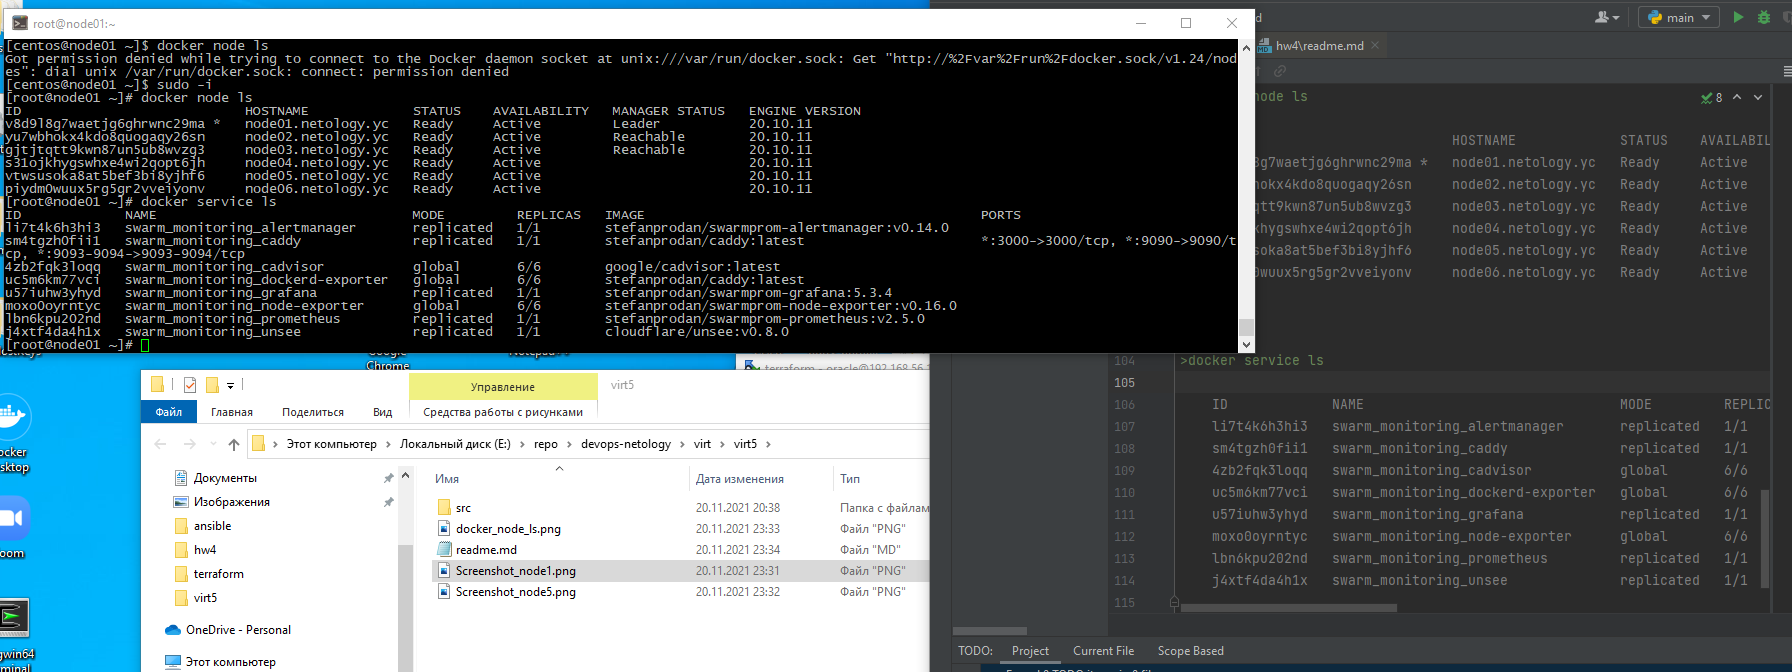 root@node01:~
[centos@node01 ~]$ docker node ls
Got permission denied while trying to connect to the Docker daemon socket at unix:///var/run/docker.sock: Get "http://%2Fvar%2Frun%2Fdocker.sock/v1.24/nod
es": dial unix /var/run/docker.sock: connect: permission denied
[centos@node01 ~]$ sudo -i
[root@node01 ~]# docker node ls
ID HOSTNAME STATUS AVAILABILITY MANAGER STATUS ENGINE VERSION
v8d9l8g7waetjg6ghrwnc29ma * node01.netology.yc Ready Active Leader 20.10.11
yu7wbhokx4kdo8quogaqy26sn node02.netology.yc Ready Active Reachable 20.10.11
gjtjtqtt9kwn87un5ub8wvzg3 node03.netology.yc Ready Active Reachable 20.10.11
s31ojkhygswhxe4wi2qopt6jh node04.netology.yc Ready Active 20.10.11
vtwsusoka8at5bef3bi8yjhf6 node05.netology.yc Ready Active 20.10.11
piydm0wuux5rg5gr2vveiyonv node06.netology.yc Ready Active 20.10.11
[root@node01 ~]# docker service ls
ID NAME MODE REPLICAS IMAGE PORTS
li7t4k6h3hi3 swarm_monitoring_alertmanager replicated 1/1 stefanprodan/swarmprom-alertmanager:v0.14.0
sm4tgzh0fii1 swarm_monitoring_caddy replicated 1/1 stefanprodan/caddy:latest *:3000->3000/tcp, *:9090->9090/t
cp, *:9093-9094->9093-9094/tcp
4zb2fqk3loqq swarm_monitoring_cadvisor global 6/6 google/cadvisor:latest
uc5m6km77vci swarm_monitoring_dockerd-exporter global 6/6 stefanprodan/caddy:latest
u57iuhw3yhyd swarm_monitoring_grafana replicated 1/1 stefanprodan/swarmprom-grafana:5.3.4
moxo0oyrntyc swarm_monitoring_node-exporter global 6/6 stefanprodan/swarmprom-node-exporter:v0.16.0
lbn6kpu202nd swarm_monitoring_prometheus replicated 1/1 stefanprodan/swarmprom-prometheus:v2.5.0
j4xtf4da4h1x swarm_monitoring_unsee replicated 1/1 cloudflare/unsee:v0.8.0
[root@node01 ~]#
main
hw4\readme.md
node ls
8
HOSTNAME STATUS AVAILABIL
8g7waetjg6ghrwnc29ma * node01.netology.yc Ready Active
hokx4kdo8quogaqy26sn node02.netology.yc Ready Active
qtt9kwn87un5ub8wvzg3 node03.netology.yc Ready Active
khygswhxe4wi2qopt6jh node04.netology.yc Ready Active
soka8at5bef3bi8yjhf6 node05.netology.yc Ready Active
0wuux5rg5gr2vveiyonv node06.netology.yc Ready Active
104 >docker service ls
105
106 ID NAME MODE REPLIC
107 li7t4k6h3hi3 swarm_monitoring_alertmanager replicated 1/1
108 sm4tgzh0fii1 swarm_monitoring_caddy replicated 1/1
109 4zb2fqk3loqq swarm_monitoring_cadvisor global 6/6
110 uc5m6km77vci swarm_monitoring_dockerd-exporter global 6/6
111 u57iuhw3yhyd swarm_monitoring_grafana replicated 1/1
112 moxo0oyrntyc swarm_monitoring_node-exporter global 6/6
113 lbn6kpu202nd swarm_monitoring_prometheus replicated 1/1
114 j4xtf4da4h1x swarm_monitoring_unsee replicated 1/1
115
TODO: Project Current File Scope Based
Chrome
terraform - oracle@192.168.56.1
Управление virt5
Файл Главная Поделиться Вид Средства работы с рисунками
Этот компьютер > Локальный диск (E:) > repo > devops-netology > virt > virt5 >
Документы
Изображения
ansible
hw4
terraform
virt5
OneDrive - Personal
Этот компьютер
Имя Дата изменения Тип
src 20.11.2021 20:38 Папка с файлам
docker_node_ls.png 20.11.2021 23:33 Файл "PNG"
readme.md 20.11.2021 23:34 Файл "MD"
Screenshot_node1.png 20.11.2021 23:31 Файл "PNG"
Screenshot_node5.png 20.11.2021 23:32 Файл "PNG"
ocker
sktop
oom
gwin64
minal